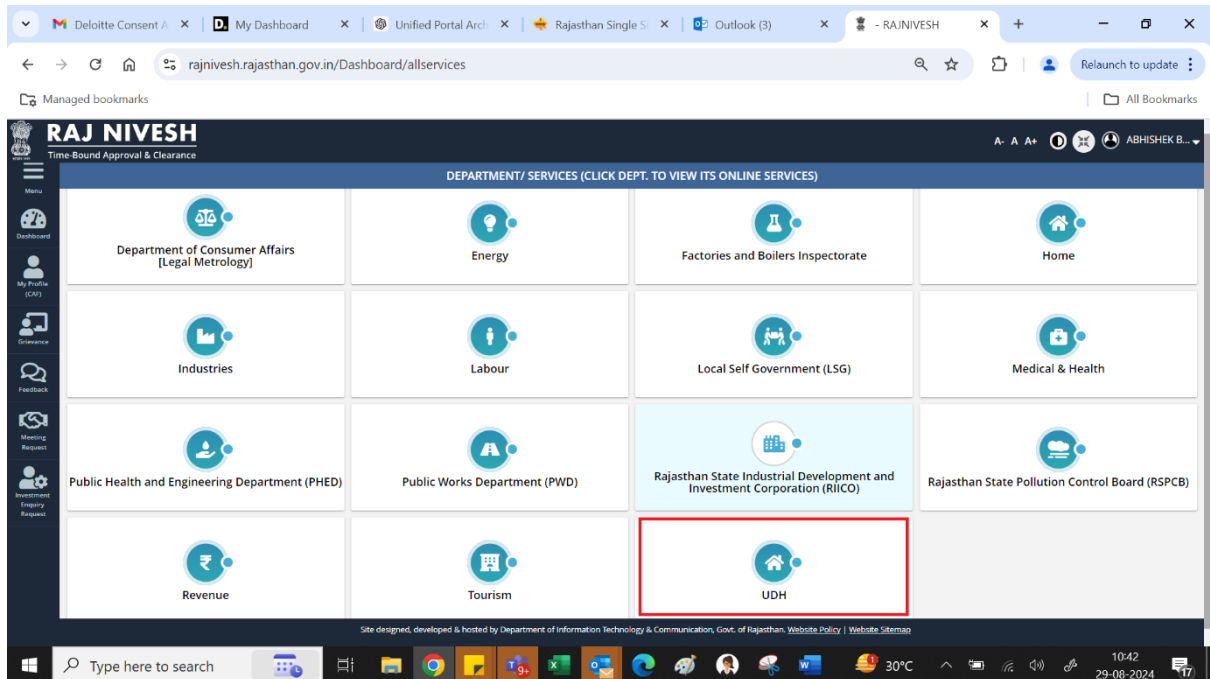 Deloitte Consent A
My Dashboard
Unified Portal Arch
Rajasthan Single S
Outlook (3)
- RAJNIVESH
rajnivesh.rajasthan.gov.in/Dashboard/allservices
Relaunch to update
Managed bookmarks
All Bookmarks
RAJ NIVESH
Time-Bound Approval & Clearance
A- A A+
ABHISHEK B...
Menu
DEPARTMENT/ SERVICES (CLICK DEPT. TO VIEW ITS ONLINE SERVICES)
Dashboard
My Profile
(CAF)
Grievance
Feedback
Meeting
Request
Investment
Enquiry
Request
Department of Consumer Affairs
[Legal Metrology]
Energy
Factories and Boilers Inspectorate
Home
Industries
Labour
Local Self Government (LSG)
Medical & Health
Public Health and Engineering Department (PHED)
Public Works Department (PWD)
Rajasthan State Industrial Development and
Investment Corporation (RIICO)
Rajasthan State Pollution Control Board (RSPCB)
Revenue
Tourism
UDH
Site designed, developed & hosted by Department of Information Technology & Communication, Govt. of Rajasthan. Website Policy | Website Sitemap
Type here to search
30°C
10:42
29-08-2024
17